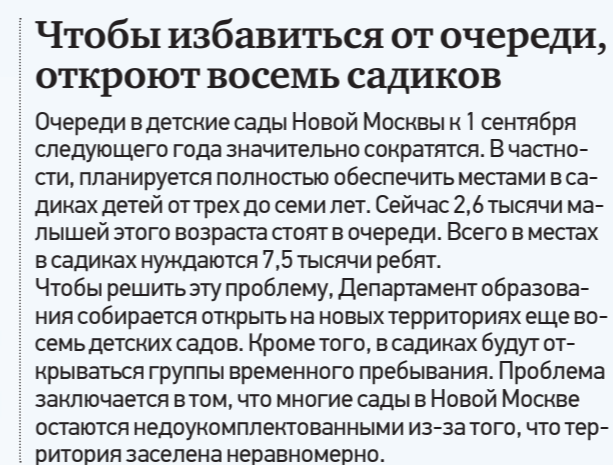 Чтобы избавиться от очереди,
откроют восемь садиков
Очереди в детские сады Новой Москвы к 1 сентября
следующего года значительно сократятся. В частно-
сти, планируется полностью обеспечить местами в са-
диках детей от трех до семи лет. Сейчас 2,6 тысячи ма-
лышей этого возраста стоят в очереди. Всего в местах
в садиках нуждаются 7,5 тысячи ребят.
Чтобы решить эту проблему, Департамент образова-
ния собирается открыть на новых территориях еще во-
семь детских садов. Кроме того, в садиках будут от-
крываться группы временного пребывания. Проблема
заключается в том, что многие сады в Новой Москве
остаются недоукомплектованными из-за того, что тер-
ритория заселена неравномерно.